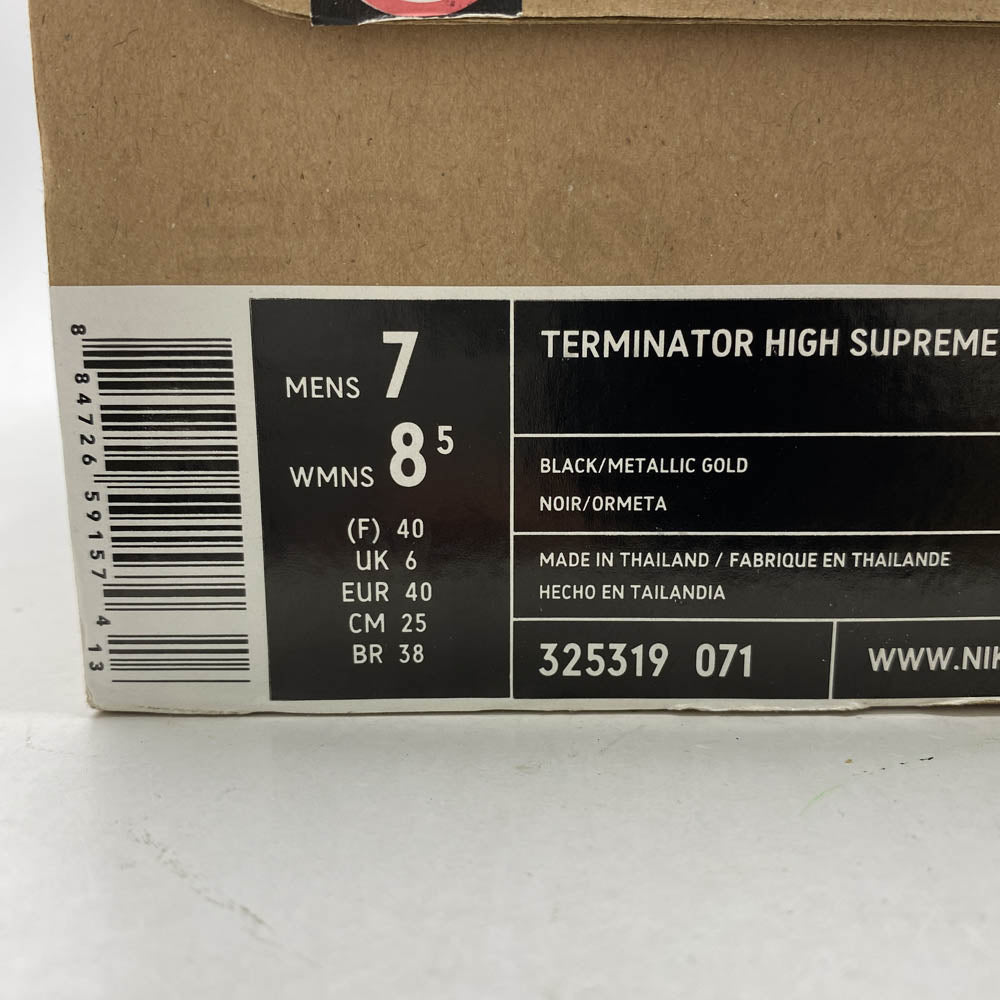 8 84726 59157 4 13
MENS 7
WMNS 8 5
(F) 40
UK 6
EUR 40
CM 25
BR 38
TERMINATOR HIGH SUPREME
BLACK/METALLIC GOLD
NOIR/ORMETA
MADE IN THAILAND / FABRIQUE EN THAILANDE
HECHO EN TAILANDIA
325319 071
WWW.NIK